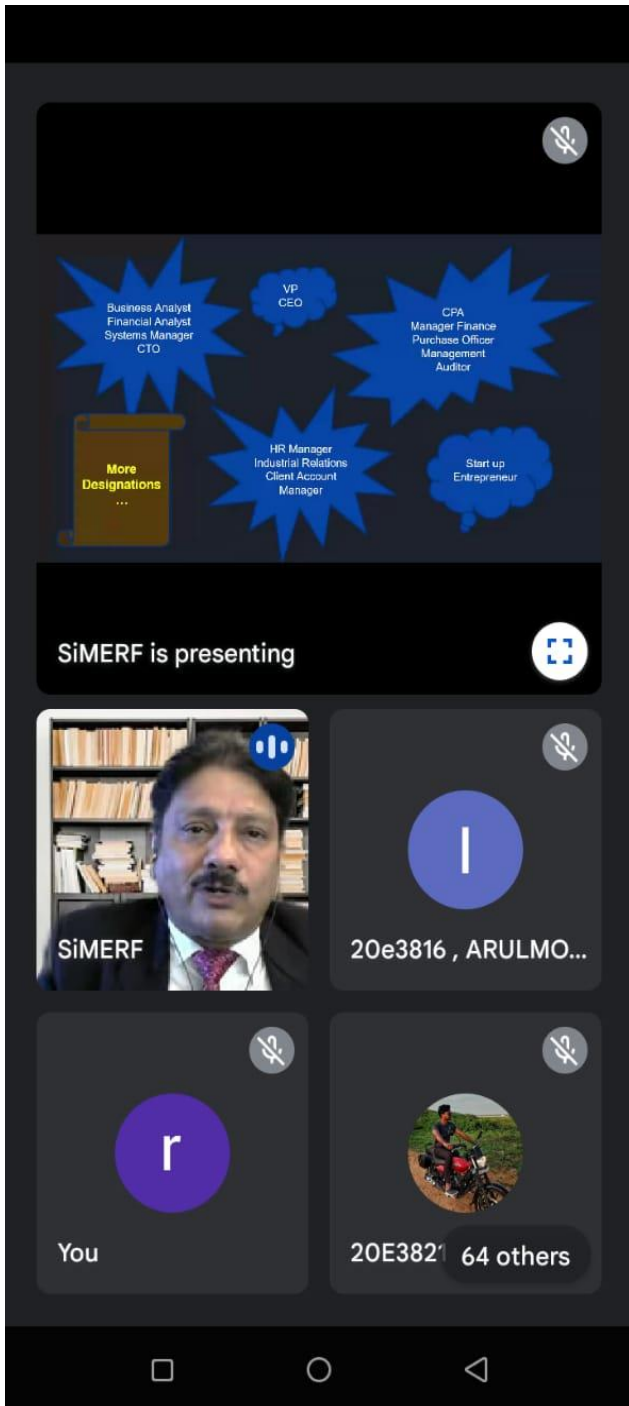 Business Analyst
Financial Analyst
Systems Manager
CTO
VP
CEO
CPA
Manager Finance
Purchase Officer
Management
Auditor
More
Designations
...
HR Manager
Industrial Relations
Client Account
Manager
Start up
Entrepreneur
SiMERF is presenting
SiMERF
l
20e3816 , ARULMO...
r
You
20E382
64 others